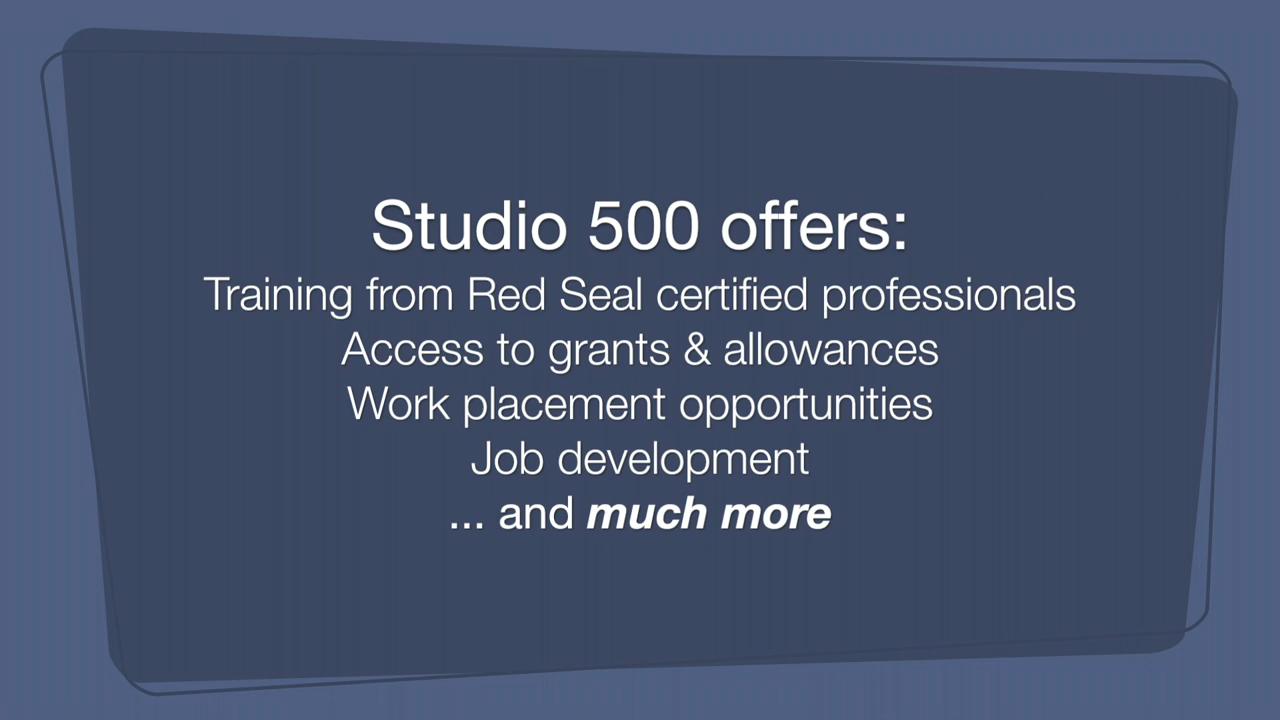 Studio 500 offers:
Training from Red Seal certified professionals
Access to grants & allowances
Work placement opportunities
Job development
... and much more